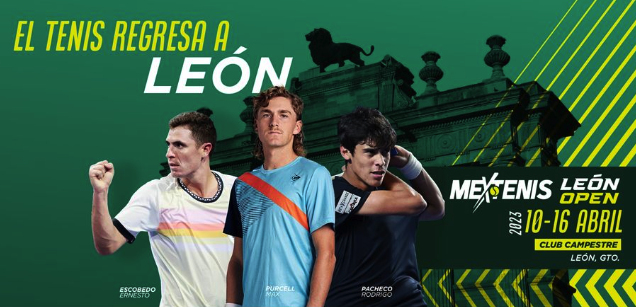 EL TENIS REGRESA A
LEÓN
MEXTENIS
LEÓN
OPEN
2023
10-16 ABRIL
CLUB CAMPESTRE
LEÓN, GTO.
ESCOBEDO
ERNESTO
PURCELL
MAX
PACHECO
RODRIGO